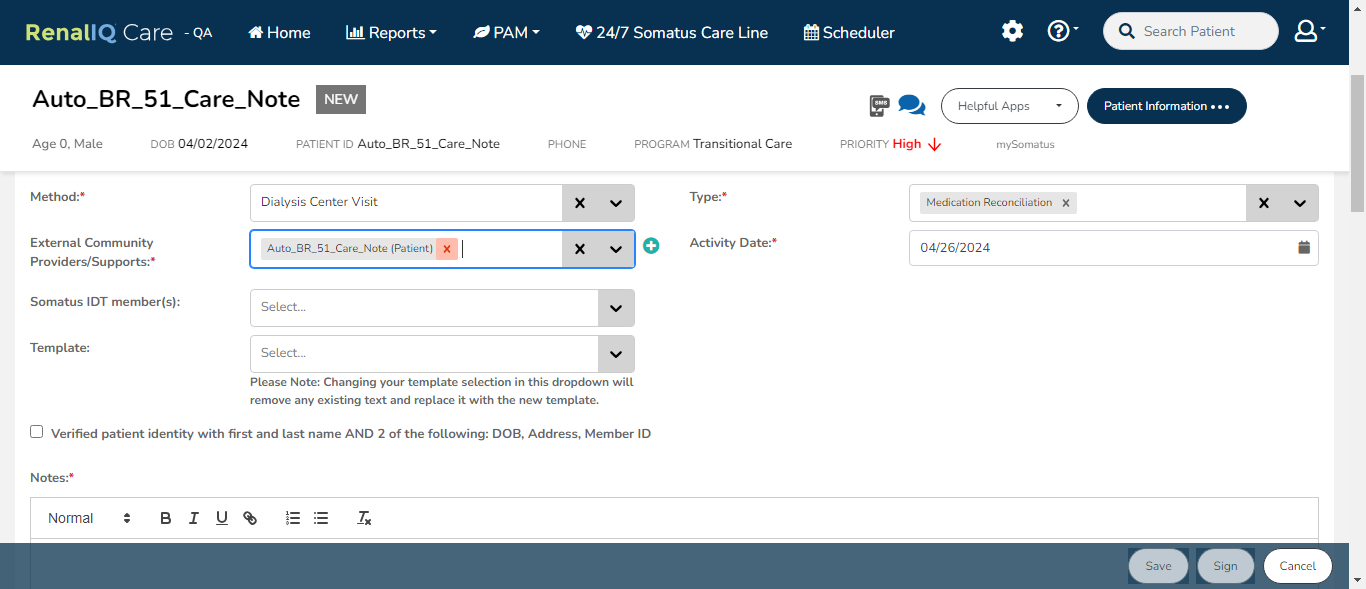 RenalIQ Care - QA Home Reports PAM 24/7 Somatus Care Line Scheduler Search Patient
Auto_BR_51_Care_Note NEW SMS Helpful Apps Patient Information
Age 0, Male DOB 04/02/2024 PATIENT ID Auto_BR_51_Care_Note PHONE PROGRAM Transitional Care PRIORITY High mySomatus
Method:* Dialysis Center Visit Type:* Medication Reconciliation x
External Community Auto_BR_51_Care_Note (Patient) x Activity Date:* 04/26/2024
Providers/Supports:*
Somatus IDT member(s): Select...
Template: Select...
Please Note: Changing your template selection in this dropdown will
remove any existing text and replace it with the new template.
Verified patient identity with first and last name AND 2 of the following: DOB, Address, Member ID
Notes:*
Normal B I U
Save Sign Cancel